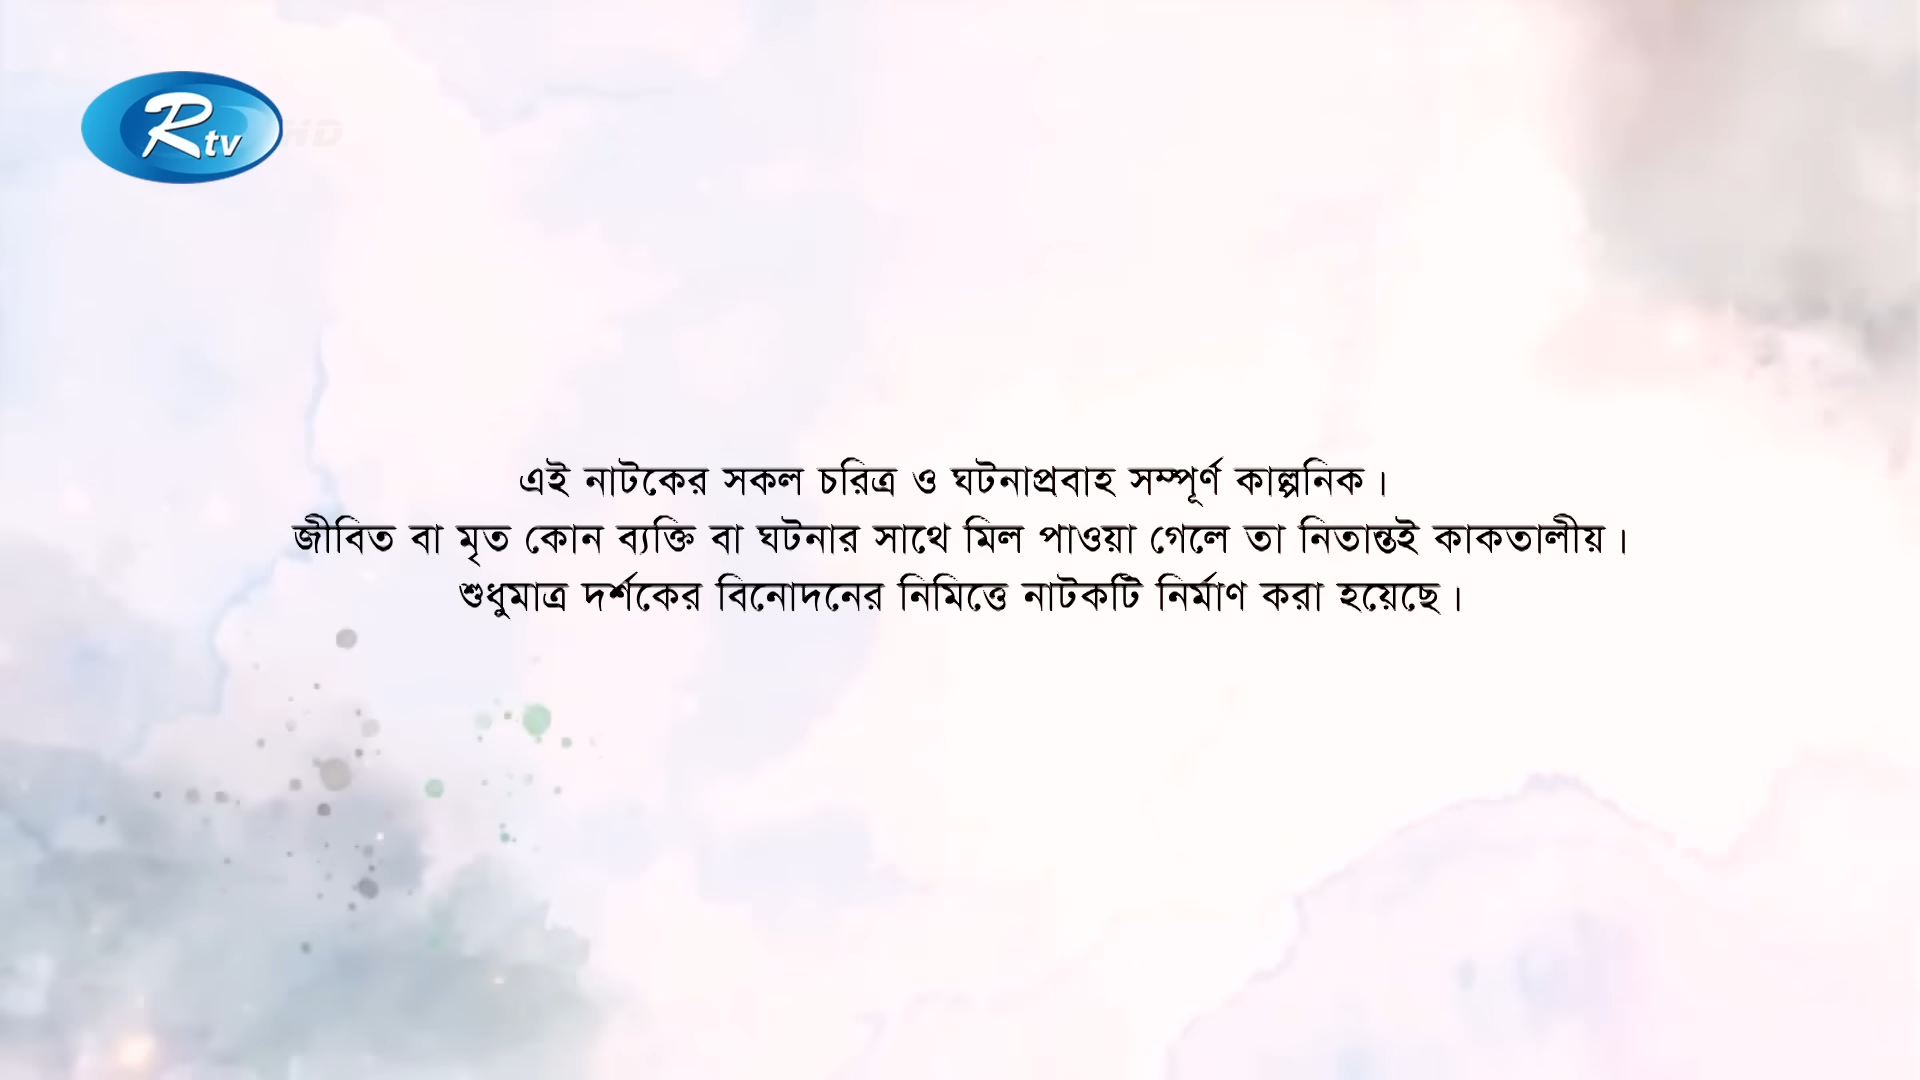 Rtv HD
এই নাটকের সকল চরিত্র ও ঘটনাপ্রবাহ সম্পূর্ণ কাল্পনিক।
জীবিত বা মৃত কোন ব্যক্তি বা ঘটনার সাথে মিল পাওয়া গেলে তা নিতান্তই কাকতালীয়।
শুধুমাত্র দর্শকের বিনোদনের নিমিত্তে নাটকটি নির্মাণ করা হয়েছে।